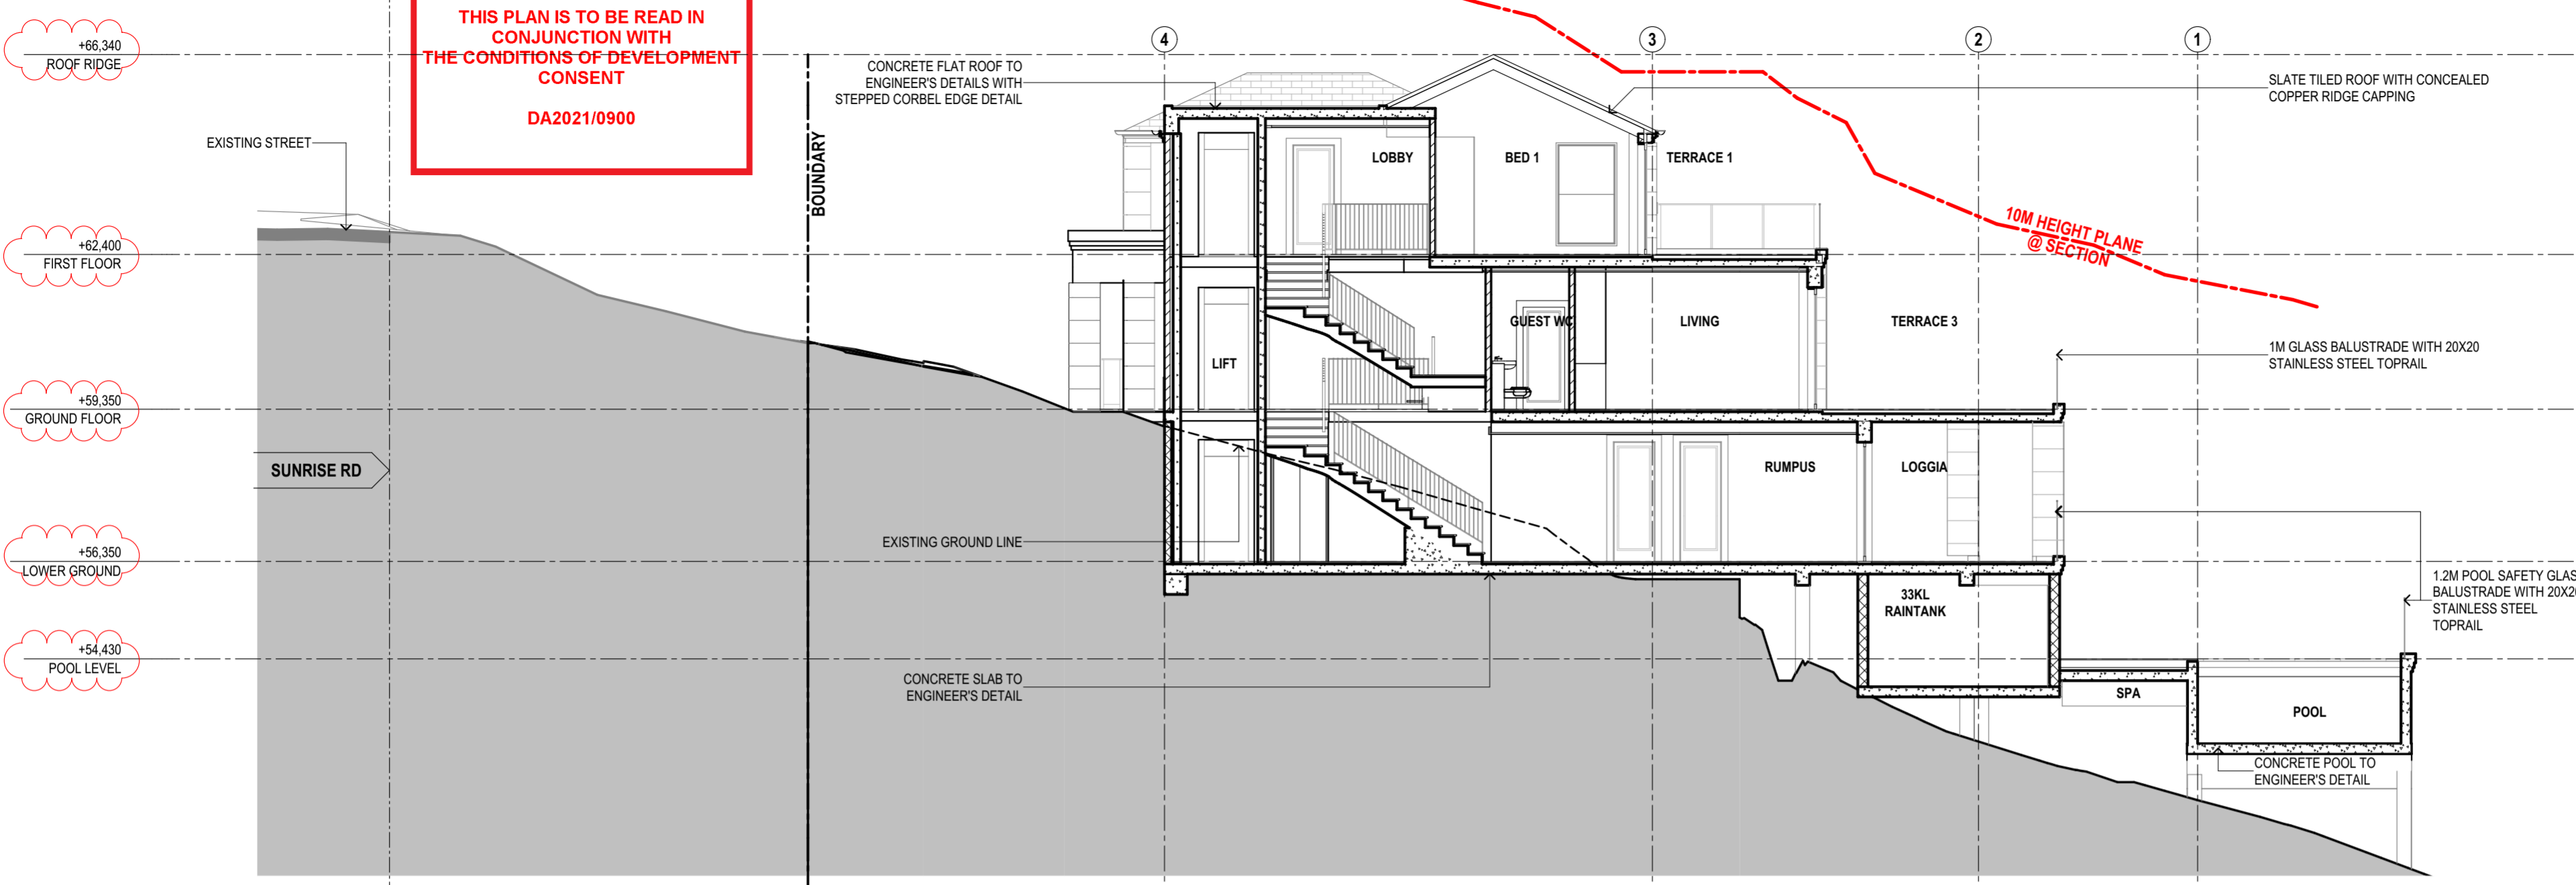 THIS PLAN IS TO BE READ IN
CONJUNCTION WITH
THE CONDITIONS OF DEVELOPMENT
CONSENT
DA2021/0900
+66,340
ROOF RIDGE
+62,400
FIRST FLOOR
+59,350
GROUND FLOOR
+56,350
LOWER GROUND
+54,430
POOL LEVEL
EXISTING STREET
SUNRISE RD
BOUNDARY
4
3
2
1
CONCRETE FLAT ROOF TO
ENGINEER'S DETAILS WITH
STEPPED CORBEL EDGE DETAIL
SLATE TILED ROOF WITH CONCEALED
COPPER RIDGE CAPPING
LOBBY
BED 1
TERRACE 1
10M HEIGHT PLANE
@ SECTION
LIFT
GUEST WC
LIVING
TERRACE 3
1M GLASS BALUSTRADE WITH 20X20
STAINLESS STEEL TOPRAIL
RUMPUS
LOGGIA
EXISTING GROUND LINE
33KL
RAINTANK
1.2M POOL SAFETY GLAS
BALUSTRADE WITH 20X20
STAINLESS STEEL
TOPRAIL
CONCRETE SLAB TO
ENGINEER'S DETAIL
SPA
POOL
CONCRETE POOL TO
ENGINEER'S DETAIL